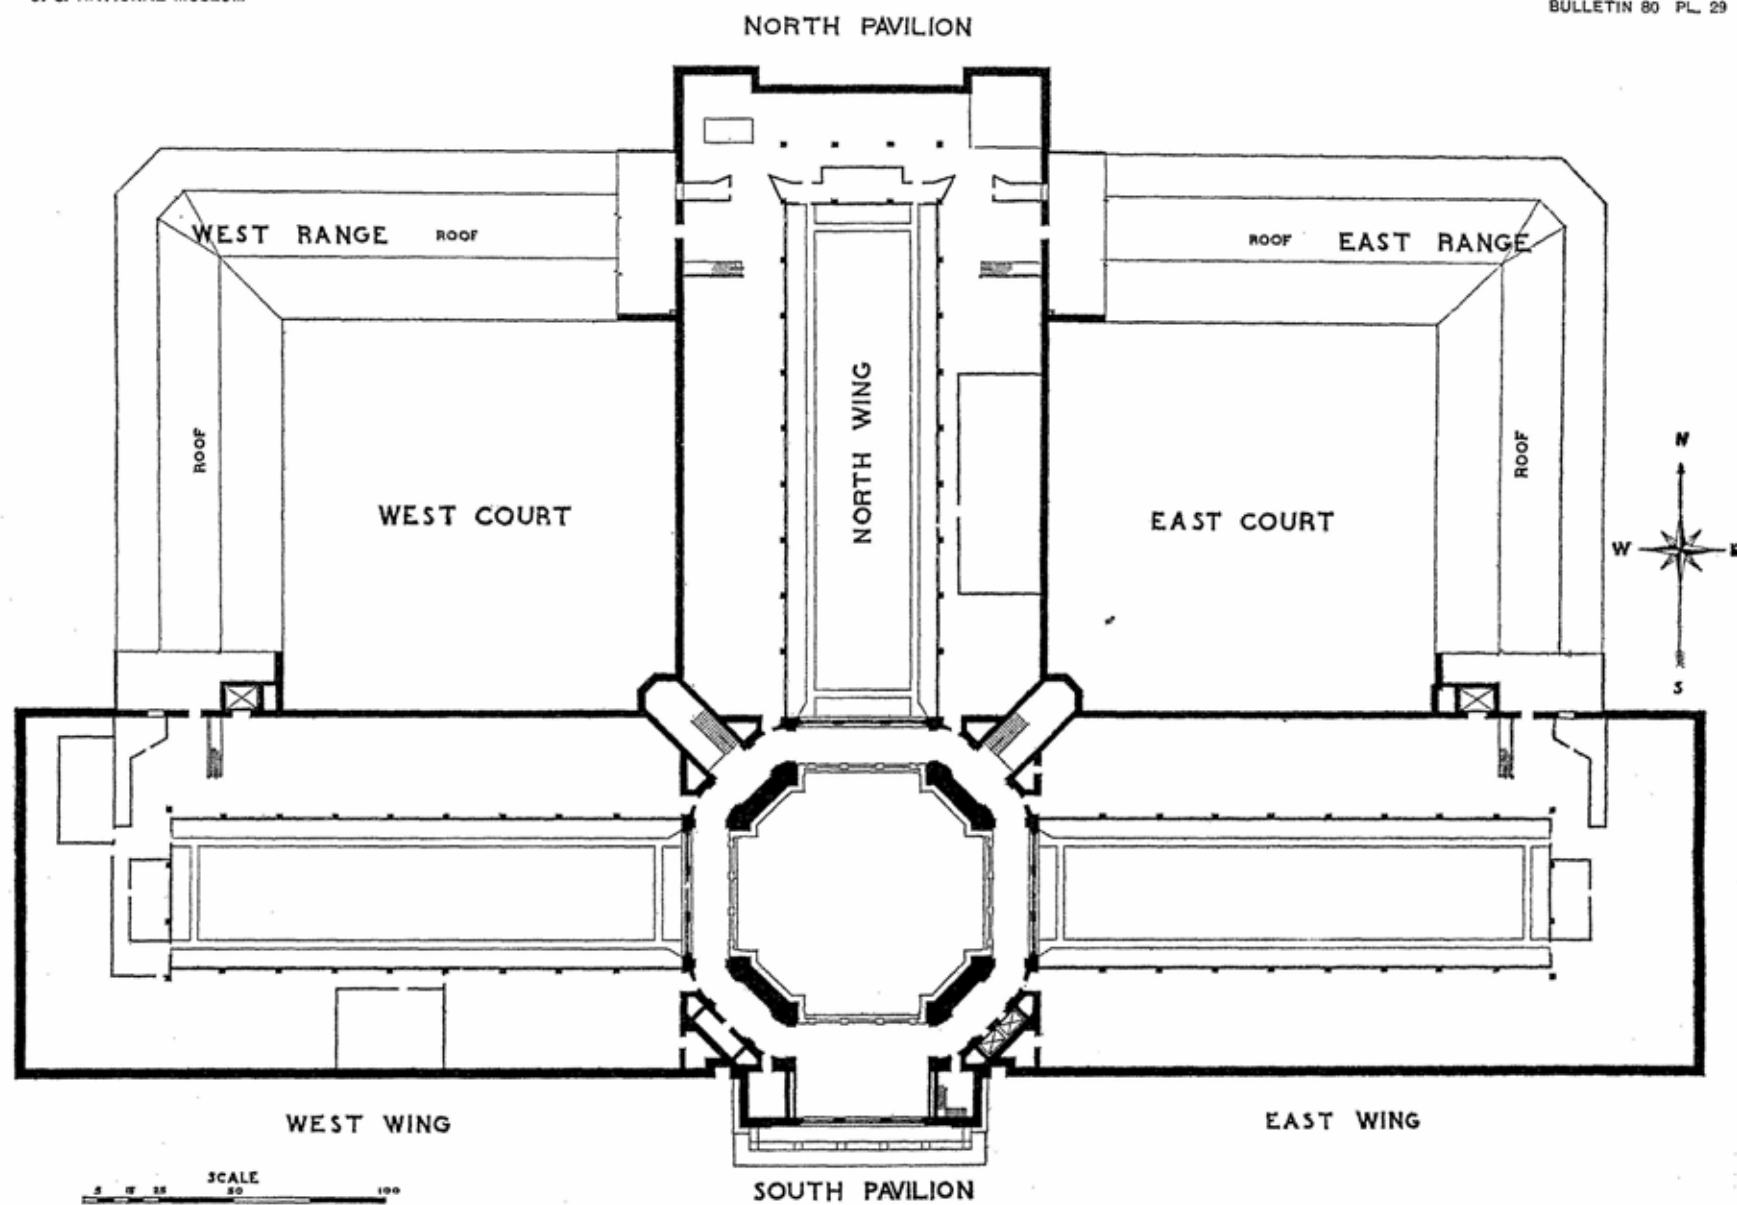 BULLETIN 80 PL. 29
NORTH PAVILION
WEST RANGE ROOF
ROOF EAST RANGE
ROOF
NORTH WING
ROOF
N
WEST COURT
EAST COURT
W
S
WEST WING
EAST WING
SCALE
5 15 25 50 100
SOUTH PAVILION